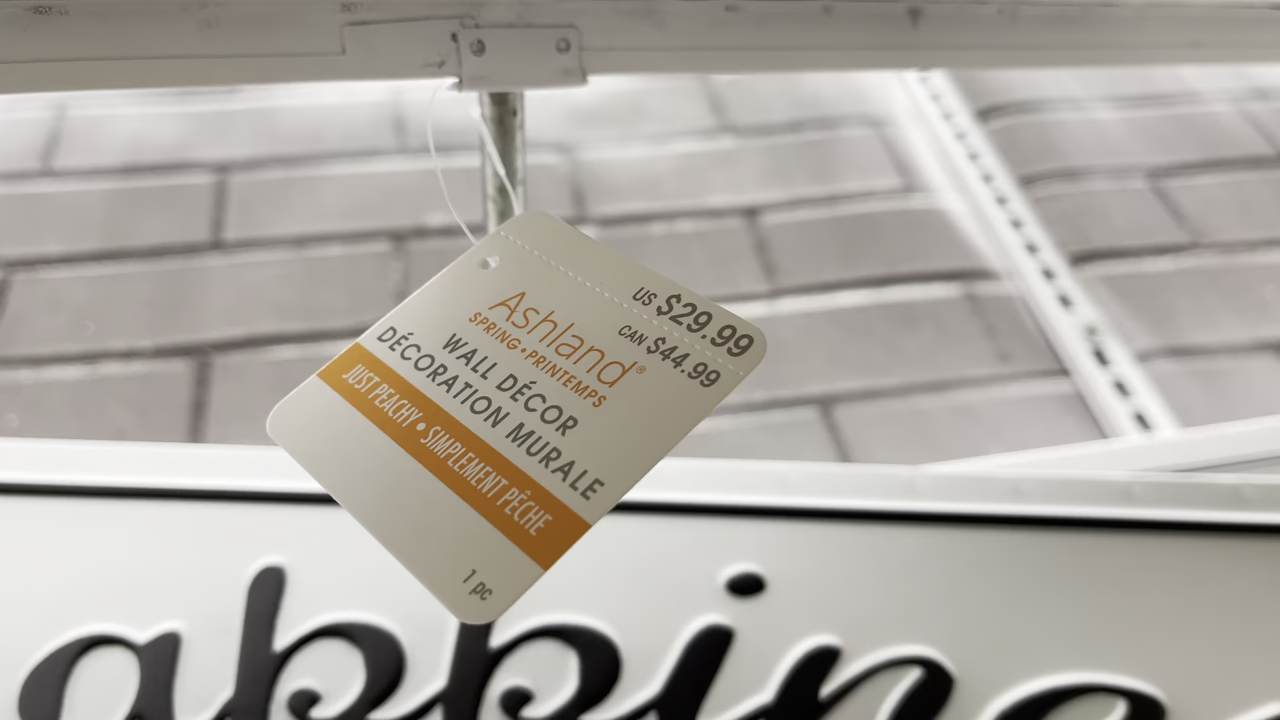 US $29.99
CAN $44.99
Ashland®
SPRING•PRINTEMPS
WALL DÉCOR
DÉCORATION MURALE
JUST PEACHY • SIMPLEMENT PÊCHE
1 pc